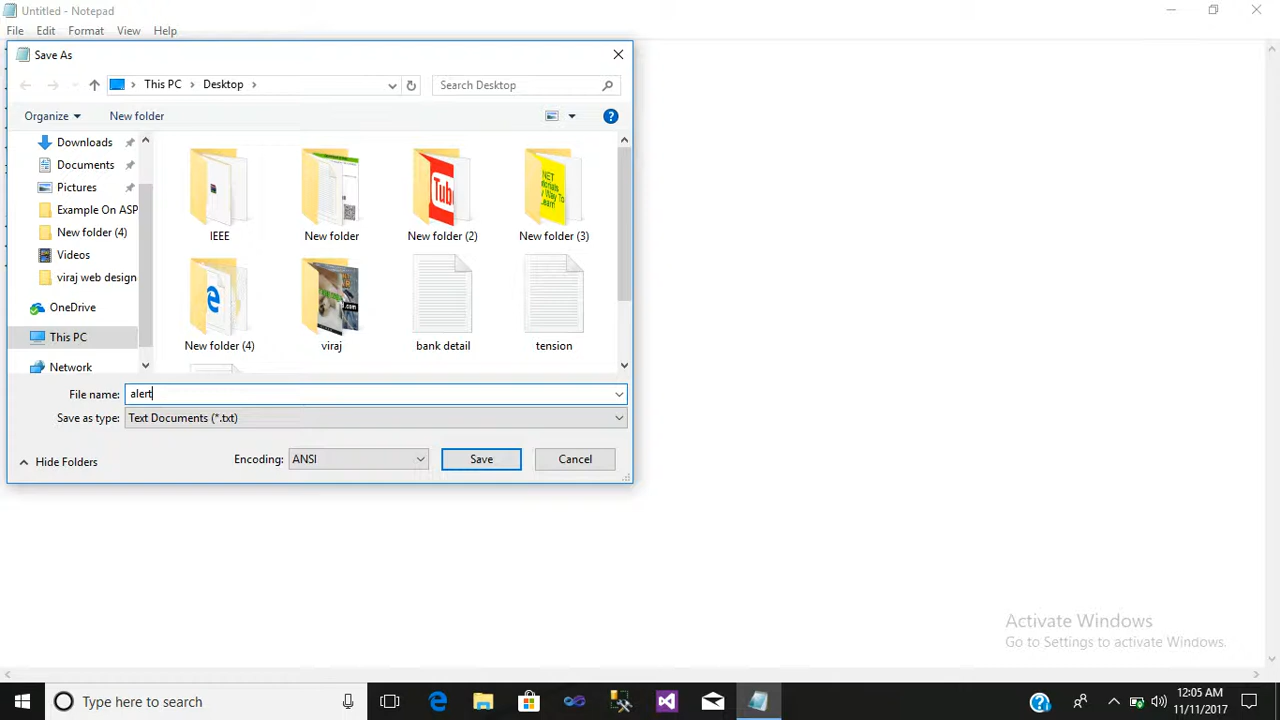 Untitled - Notepad
File Edit Format View Help
Save As
This PC Desktop
Search Desktop
Organize New folder
Downloads
Documents
Pictures
Example On ASP
New folder (4)
Videos
viraj web design
OneDrive
This PC
Network
IEEE New folder New folder (2) New folder (3)
Tub
NET
To
Learn
New folder (4) viraj bank detail tension
File name: alert
Save as type: Text Documents (*.txt)
Hide Folders Encoding: ANSI Save Cancel
Activate Windows
Go to Settings to activate Windows.
Type here to search
12:05 AM
11/11/2017